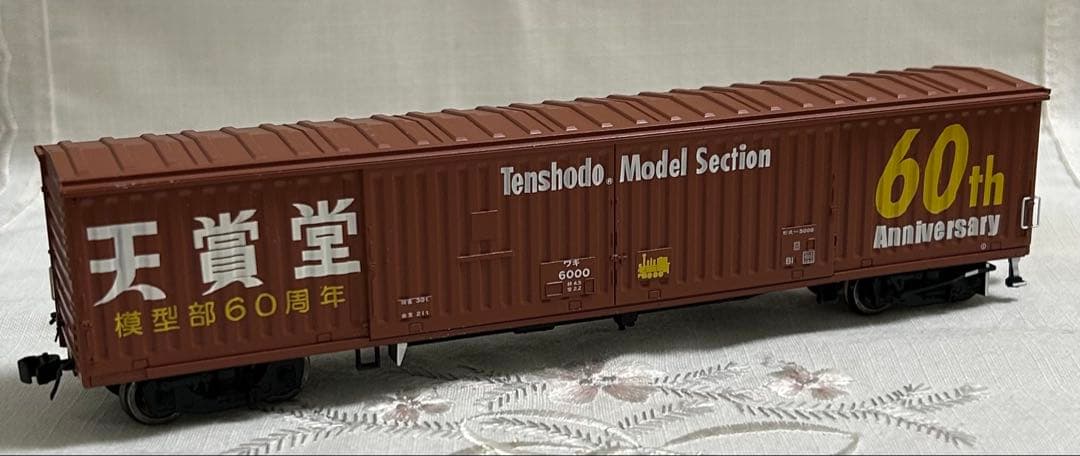 天賞堂
模型部60周年
Tenshodo® Model Section
ワキ
6000
60th
Anniversary